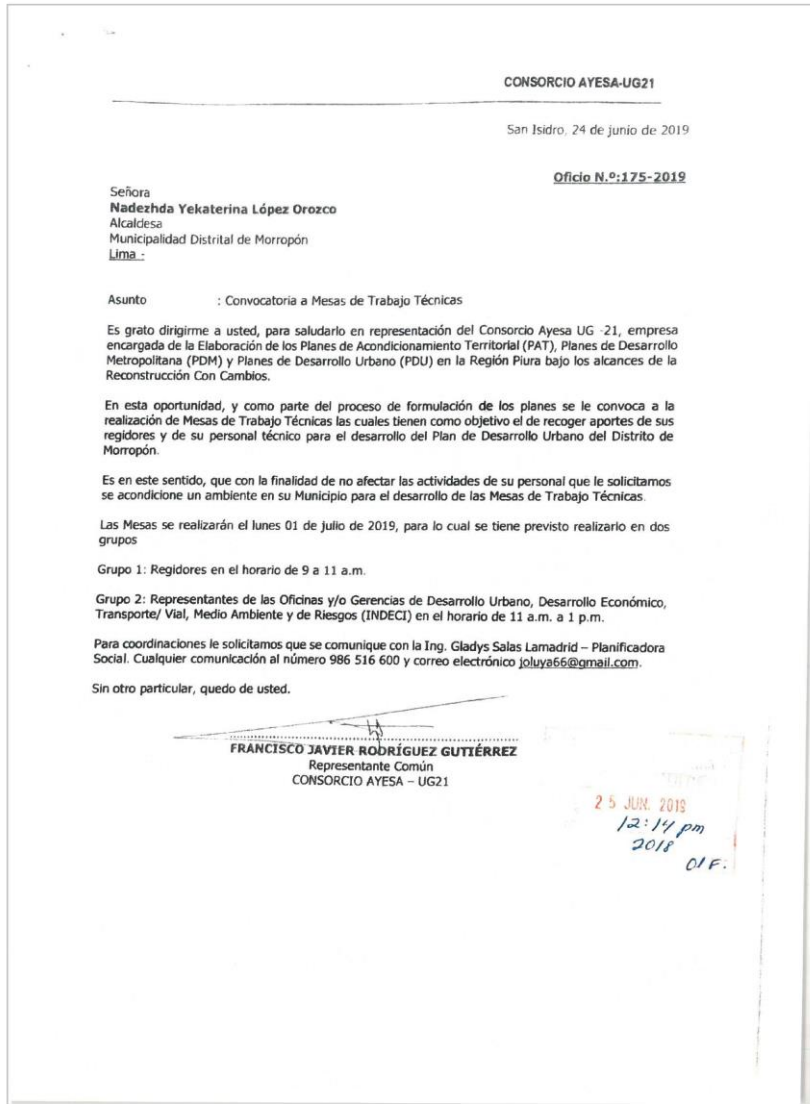 CONSORCIO AYESA-UG21
San Isidro, 24 de junio de 2019
Oficio N.º:175-2019
Señora
Nadezhda Yekaterina López Orozco
Alcaldesa
Municipalidad Distrital de Morropón
Lima.-
Asunto : Convocatoria a Mesas de Trabajo Técnicas
Es grato dirigirme a usted, para saludarlo en representación del Consorcio Ayesa UG -21, empresa
encargada de la Elaboración de los Planes de Acondicionamiento Territorial (PAT), Planes de Desarrollo
Metropolitana (PDM) y Planes de Desarrollo Urbano (PDU) en la Región Piura bajo los alcances de la
Reconstrucción Con Cambios.
En esta oportunidad, y como parte del proceso de formulación de los planes se le convoca a la
realización de Mesas de Trabajo Técnicas las cuales tienen como objetivo el de recoger aportes de sus
regidores y de su personal técnico para el desarrollo del Plan de Desarrollo Urbano del Distrito de
Morropón.
Es en este sentido, que con la finalidad de no afectar las actividades de su personal que le solicitamos
se acondicione un ambiente en su Municipio para el desarrollo de las Mesas de Trabajo Técnicas.
Las Mesas se realizarán el lunes 01 de julio de 2019, para lo cual se tiene previsto realizarlo en dos
grupos
Grupo 1: Regidores en el horario de 9 a 11 a.m.
Grupo 2: Representantes de las Oficinas y/o Gerencias de Desarrollo Urbano, Desarrollo Económico,
Transporte/ Vial, Medio Ambiente y de Riesgos (INDECI) en el horario de 11 a.m. a 1 p.m.
Para coordinaciones le solicitamos que se comunique con la Ing. Gladys Salas Lamadrid – Planificadora
Social. Cualquier comunicación al número 986 516 600 y correo electrónico joluya66@gmail.com.
Sin otro particular, quedo de usted.
FRANCISCO JAVIER RODRÍGUEZ GUTIÉRREZ
Representante Común
CONSORCIO AYESA – UG21
25 JUN. 2019
12:14 pm
2018
01 F.